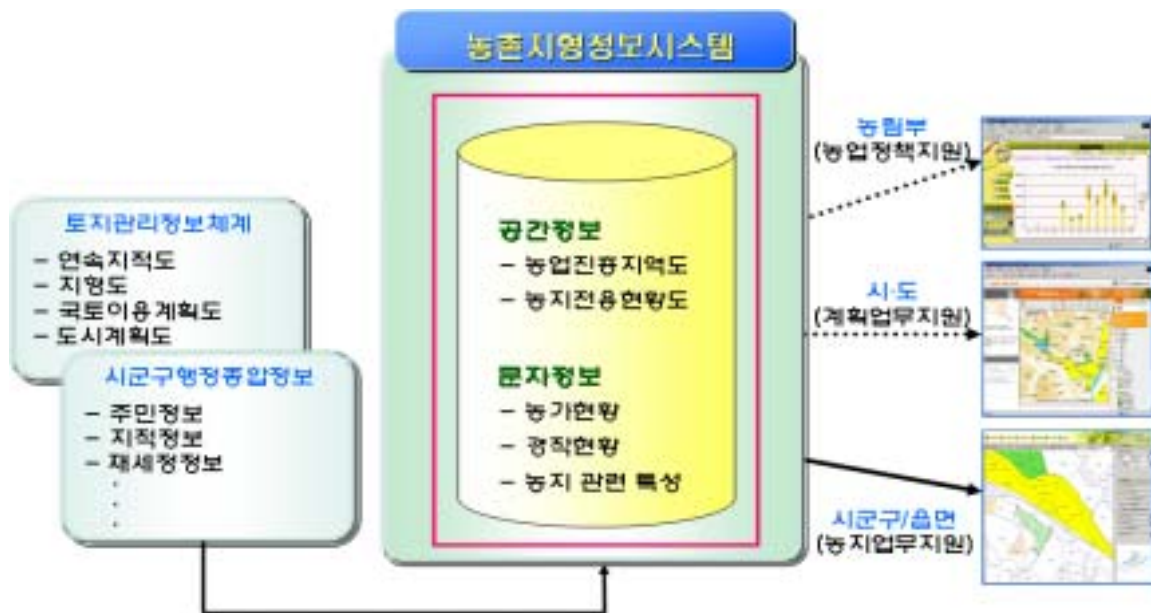 농촌지형정보시스템
토지관리정보체계
– 연속지적도
– 지형도
– 국토이용계획도
– 도시계획도
시군구행정종합정보
– 주민정보
– 지적정보
– 재세정정보
공간정보
– 농업진흥지역도
– 농지전용현황도
문자정보
– 농가현황
– 경작현황
– 농지 관련 특성
농림부
(농업정책지원)
시·도
(계획업무지원)
시군구/읍면
(농지업무지원)